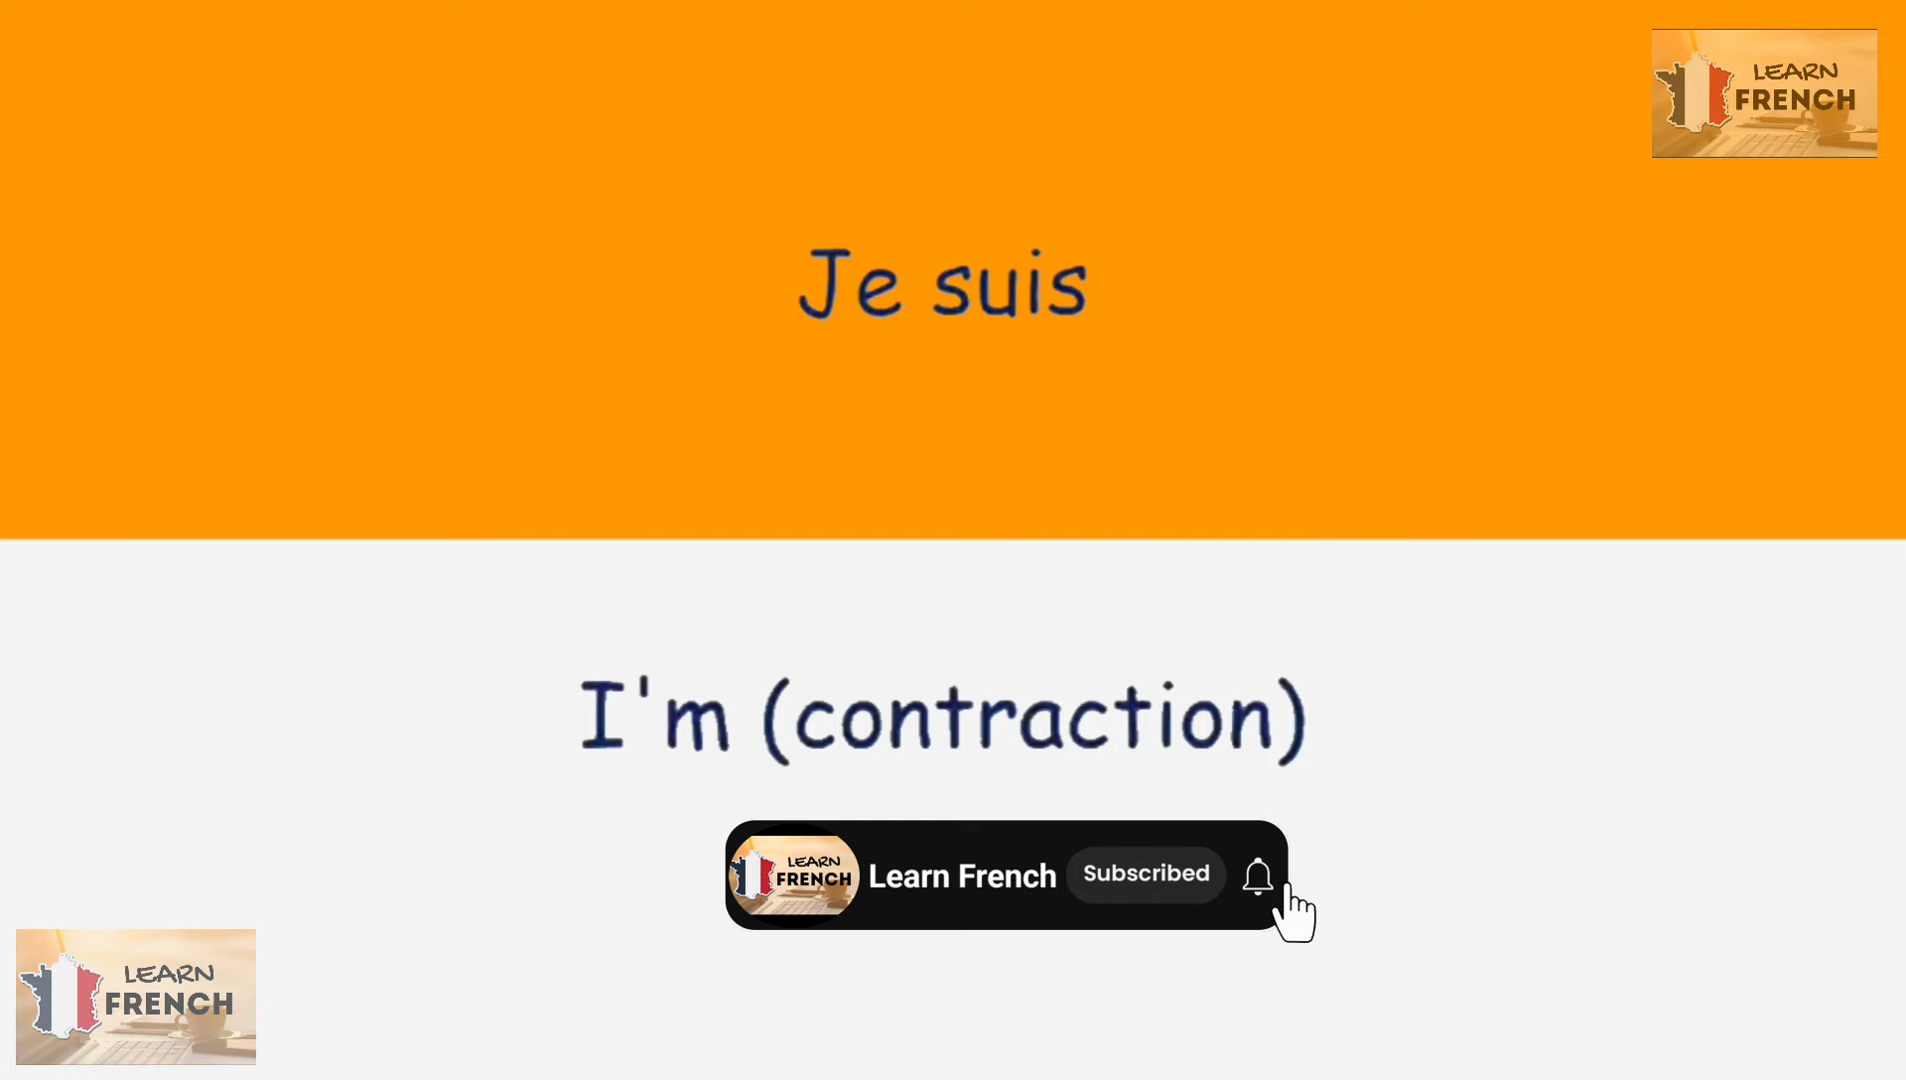 LEARN
FRENCH
Je suis
I'm (contraction)
LEARN
FRENCH
Learn French
Subscribed
LEARN
FRENCH